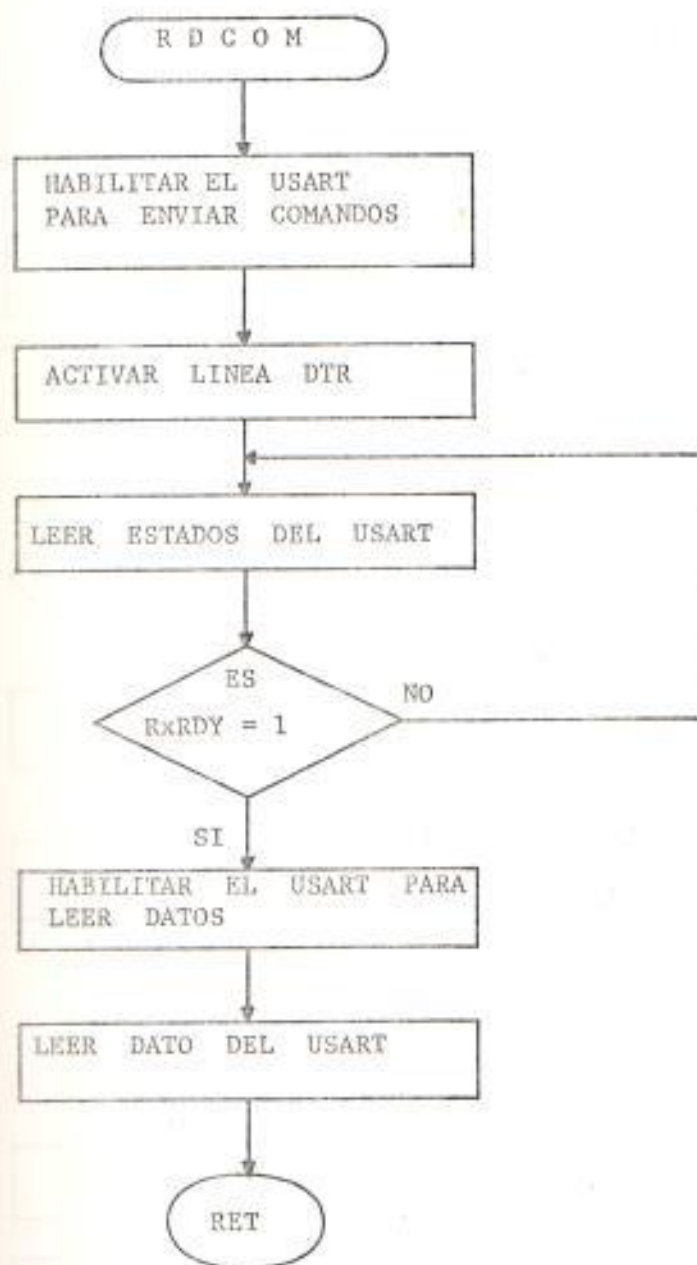 R D C O M
HABILITAR EL USART
PARA ENVIAR COMANDOS
ACTIVAR LINEA DTR
LEER ESTADOS DEL USART
ES
RxRDY = 1
NO
SI
HABILITAR EL USART PARA
LEER DATOS
LEER DATO DEL USART
RET